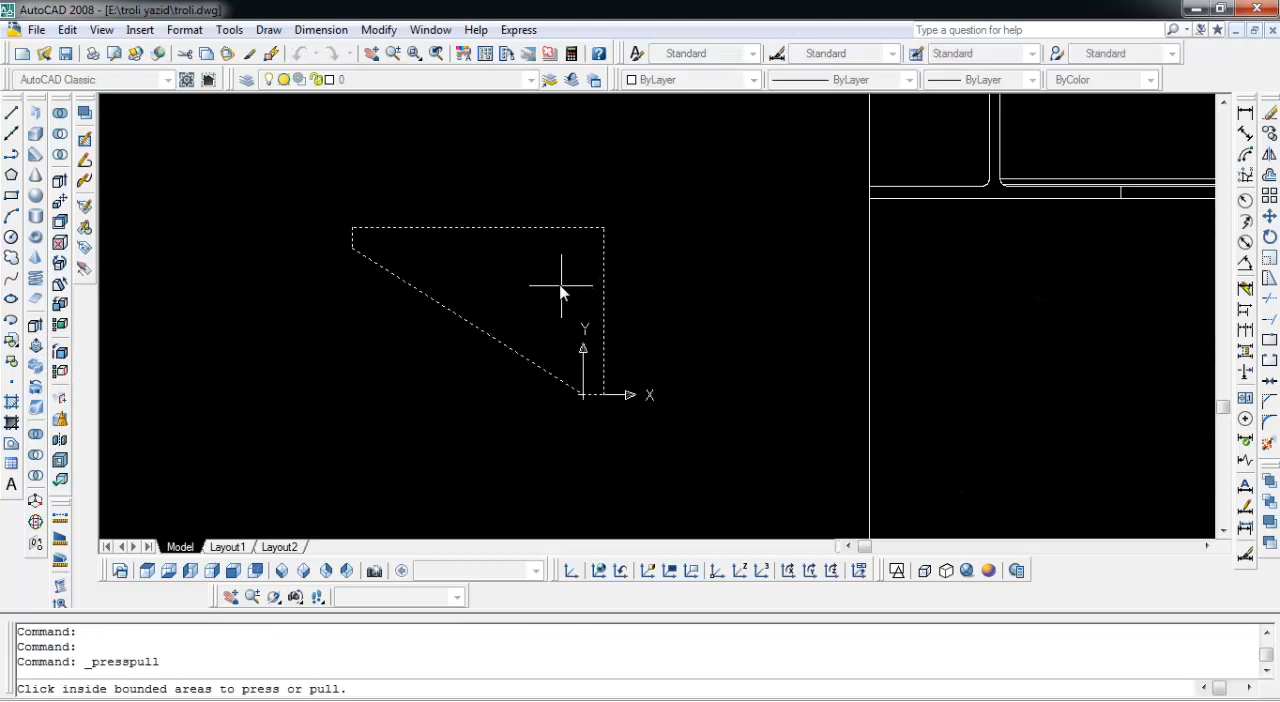 AutoCAD 2008 - [E:\troli yazid\troli.dwg]
File Edit View Insert Format Tools Draw Dimension Modify Window Help Express
Type a question for help
Standard Standard Standard Standard
AutoCAD Classic 0 ByLayer ByLayer ByLayer ByColor
Y
X
A
Model Layout1 Layout2
Command:
Command:
Command: _presspull
Click inside bounded areas to press or pull.